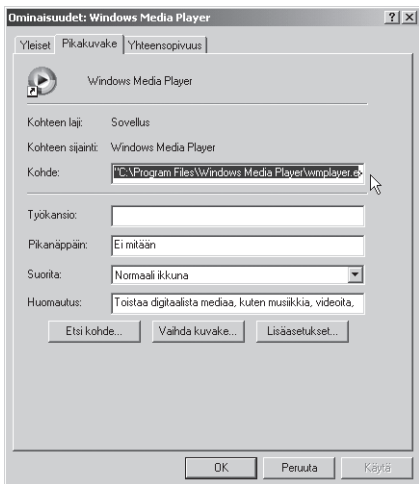 Ominaisuudet: Windows Media Player
Yleiset Pikakuvake Yhteensopivuus
Windows Media Player
Kohteen laji: Sovellus
Kohteen sijainti: Windows Media Player
Kohde: "C:\Program Files\Windows Media Player\wmplayer.e
Työkansio:
Pikanäppäin: Ei mitään
Suorita: Normaali ikkuna
Huomautus: Toistaa digitaalista mediaa, kuten musiikkia, videoita,
Etsi kohde... Vaihda kuvake... Lisäasetukset...
OK Peruuta Käytä